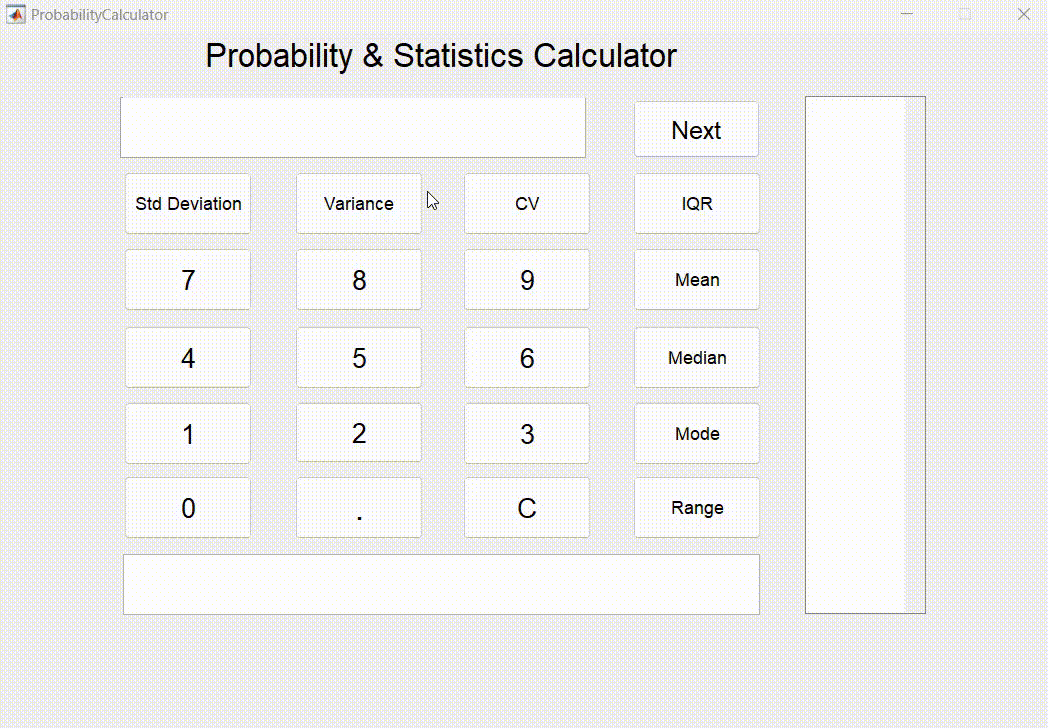 ProbabilityCalculator
Probability & Statistics Calculator
Next
Std Deviation Variance CV IQR
7 8 9 Mean
4 5 6 Median
1 2 3 Mode
0 . C Range